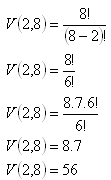 V(2,8) = 8! / (8 – 2)!
V(2,8) = 8! / 6!
V(2,8) = 8.7.6! / 6!
V(2,8) = 8.7
V(2,8) = 56